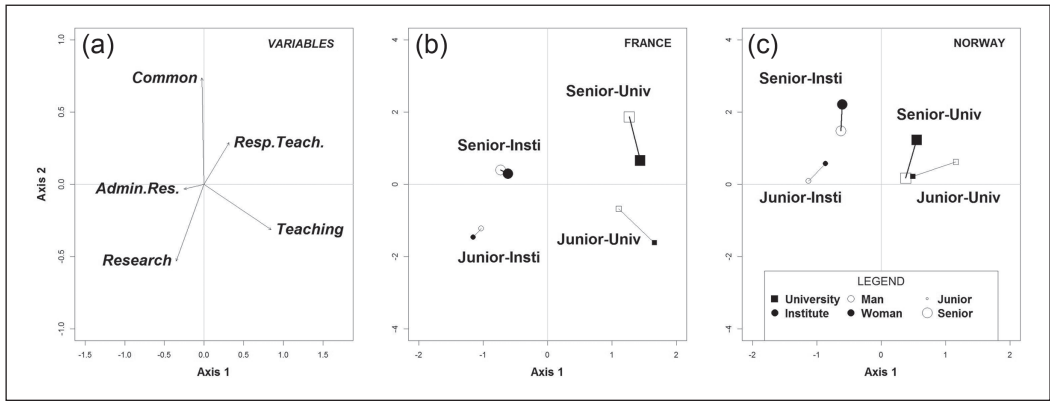 (a)
VARIABLES
Common
Resp.Teach.
Admin.Res.
Teaching
Research
Axis 2
1.0
0.5
0.0
-0.5
-1.0
-1.5
-1.0
-0.5
0.0
0.5
1.0
1.5
Axis 1
(b)
FRANCE
Senior-Univ
Senior-Insti
Junior-Univ
Junior-Insti
4
2
0
-2
-4
-2
-1
0
1
2
Axis 1
(c)
NORWAY
Senior-Insti
Senior-Univ
Junior-Insti
Junior-Univ
LEGEND
University Man Junior
Institute Woman Senior
4
2
0
-2
-4
-2
-1
0
1
2
Axis 1